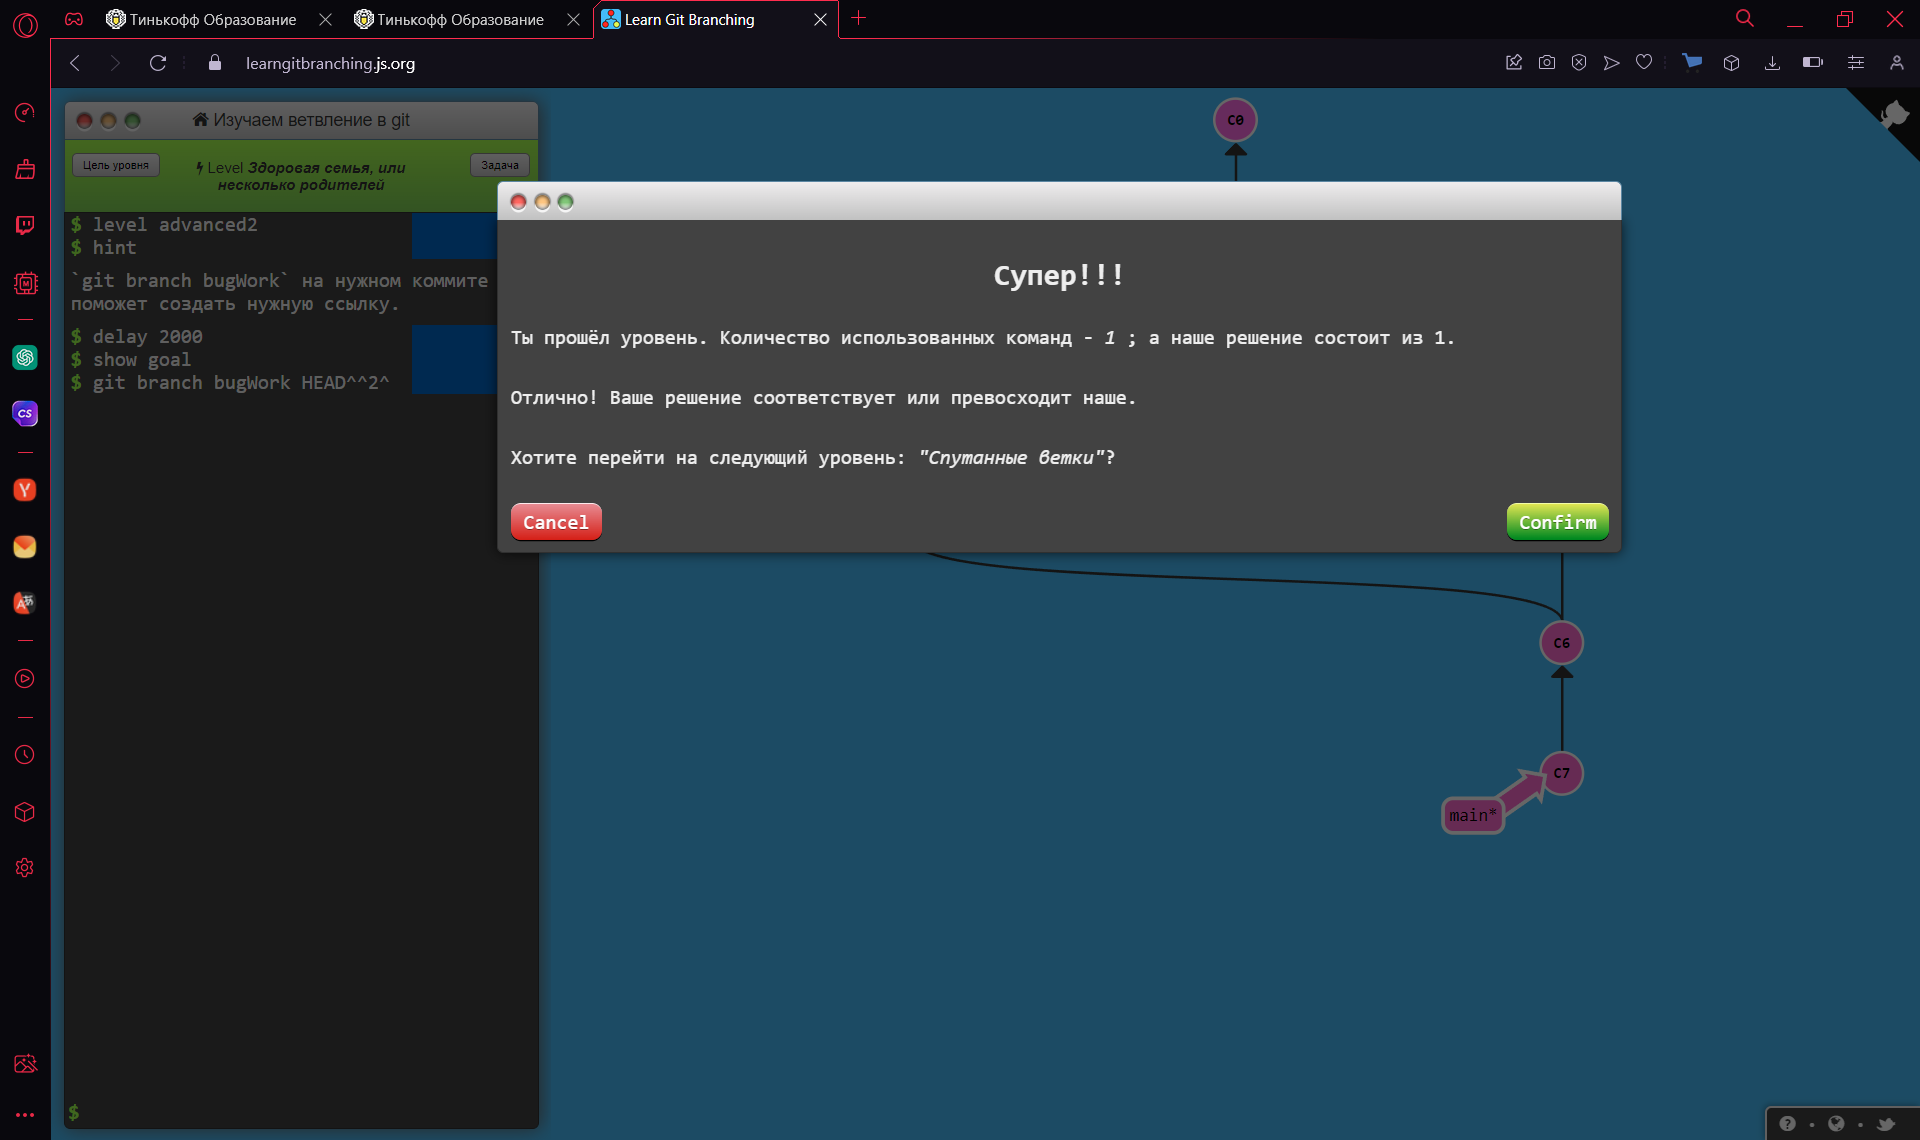 Тинькофф Образование
Тинькофф Образование
Learn Git Branching
learngitbranching.js.org
Изучаем ветвление в git
Цель уровня
Level Здоровая семья, или
несколько родителей
Задача
$ level advanced2
$ hint
`git branch bugWork` на нужном коммите
поможет создать нужную ссылку.
$ delay 2000
$ show goal
$ git branch bugWork HEAD^^2^
$
C0
Супер!!!
Ты прошёл уровень. Количество использованных команд - 1 ; а наше решение состоит из 1.
Отлично! Ваше решение соответствует или превосходит наше.
Хотите перейти на следующий уровень: "Спутанные ветки"?
Cancel
Confirm
C6
C7
main*
CS